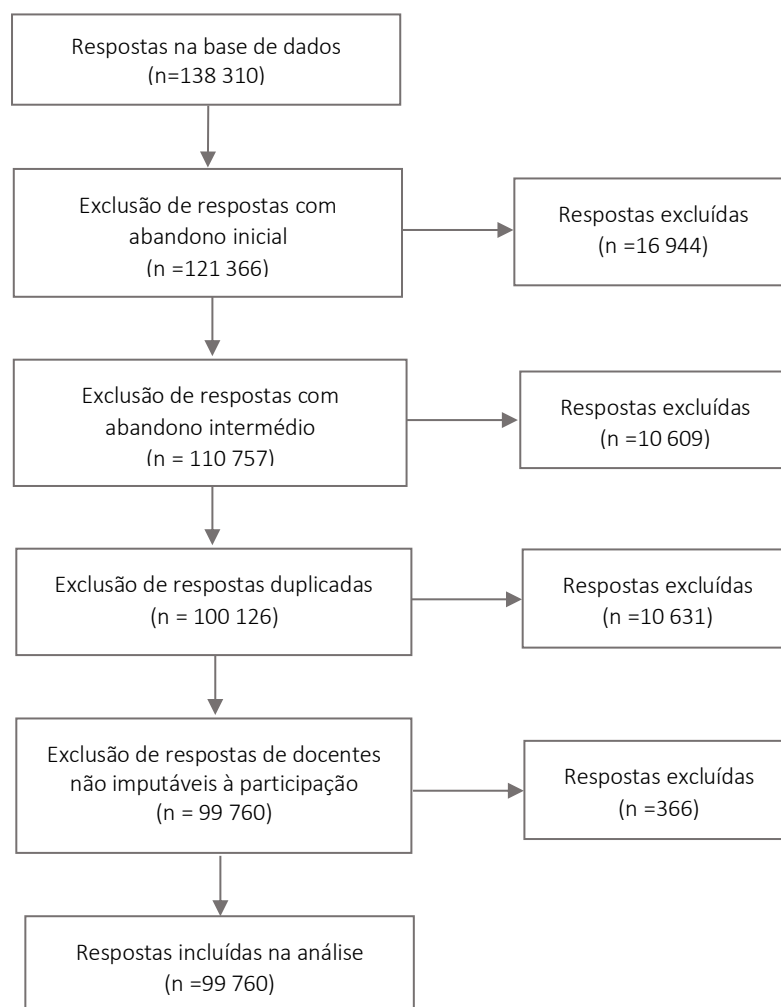 Respostas na base de dados
(n=138 310)
Exclusão de respostas com
abandono inicial
(n =121 366)
Respostas excluídas
(n =16 944)
Exclusão de respostas com
abandono intermédio
(n = 110 757)
Respostas excluídas
(n =10 609)
Exclusão de respostas duplicadas
(n = 100 126)
Respostas excluídas
(n =10 631)
Exclusão de respostas de docentes
não imputáveis à participação
(n = 99 760)
Respostas excluídas
(n =366)
Respostas incluídas na análise
(n =99 760)